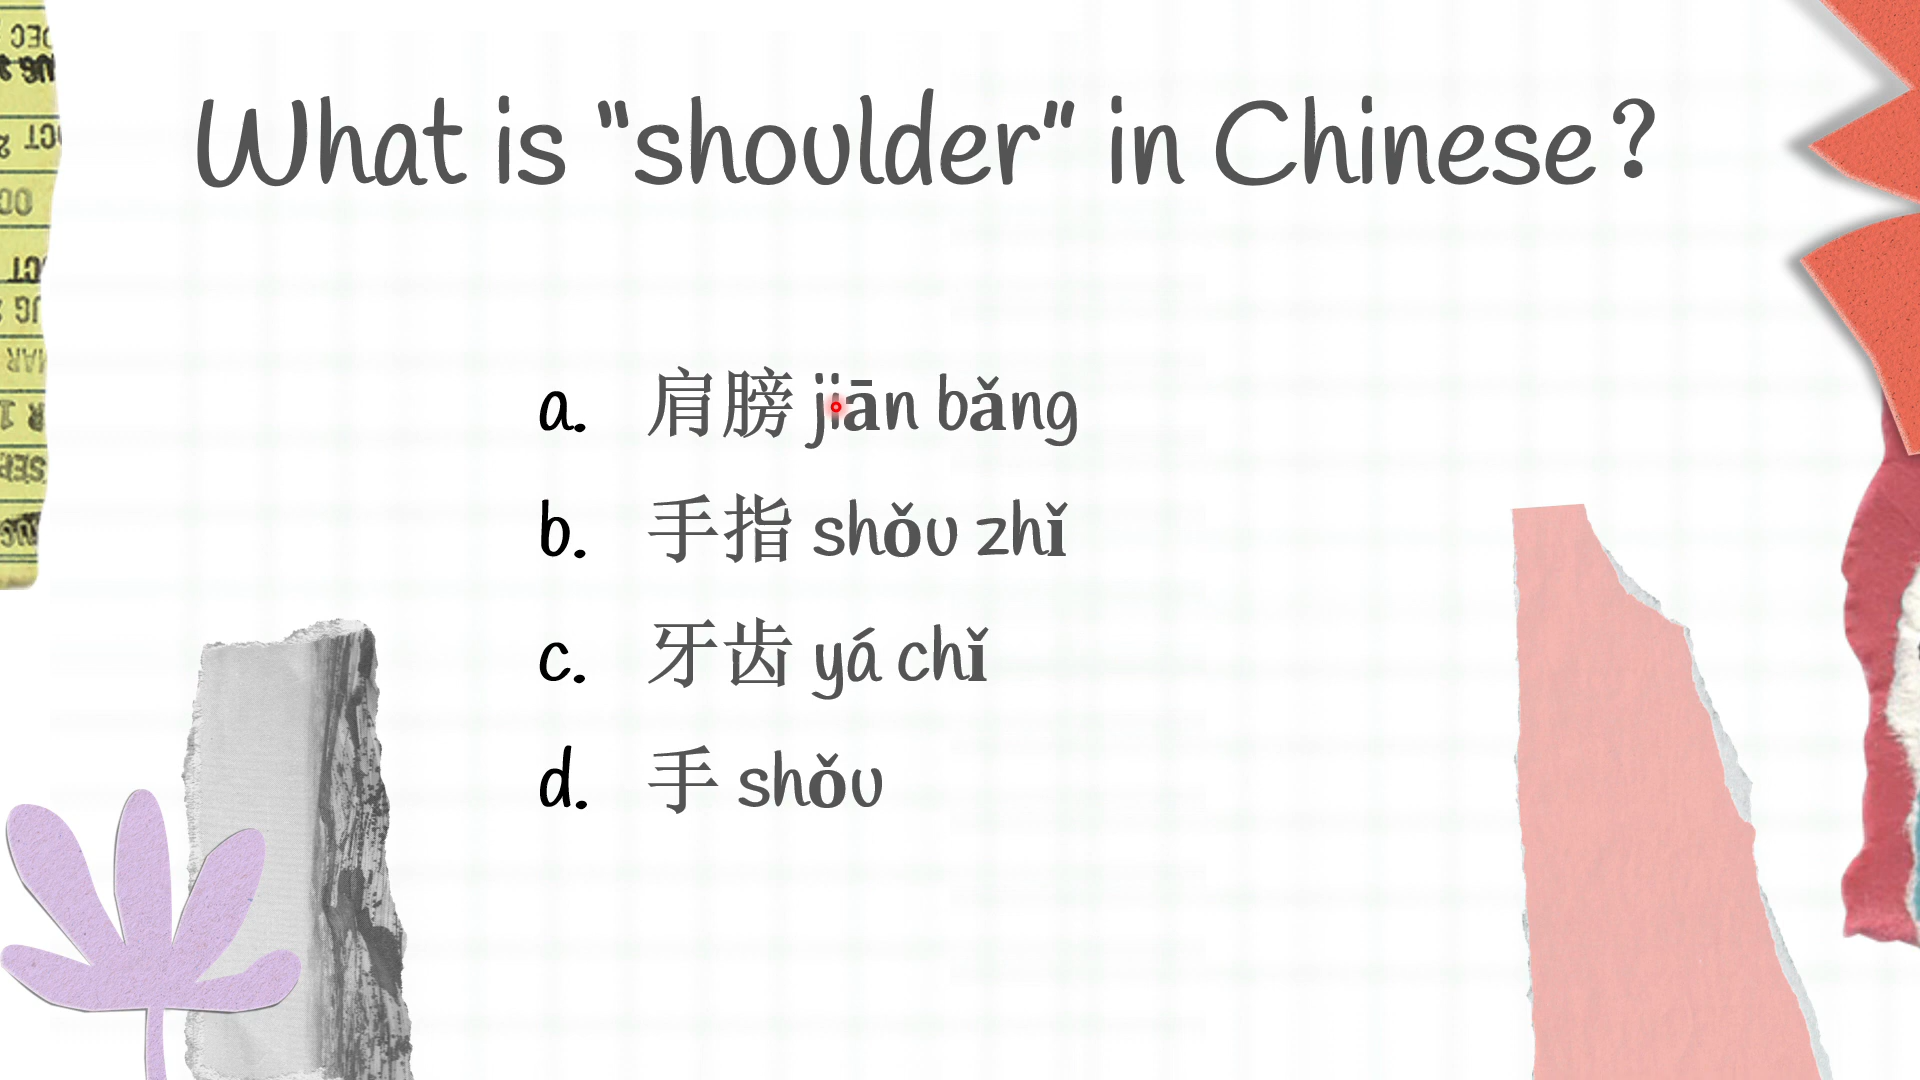 What is "shoulder" in Chinese?
a. 肩膀 jiān bǎng
b. 手指 shǒu zhǐ
c. 牙齿 yá chǐ
d. 手 shǒu